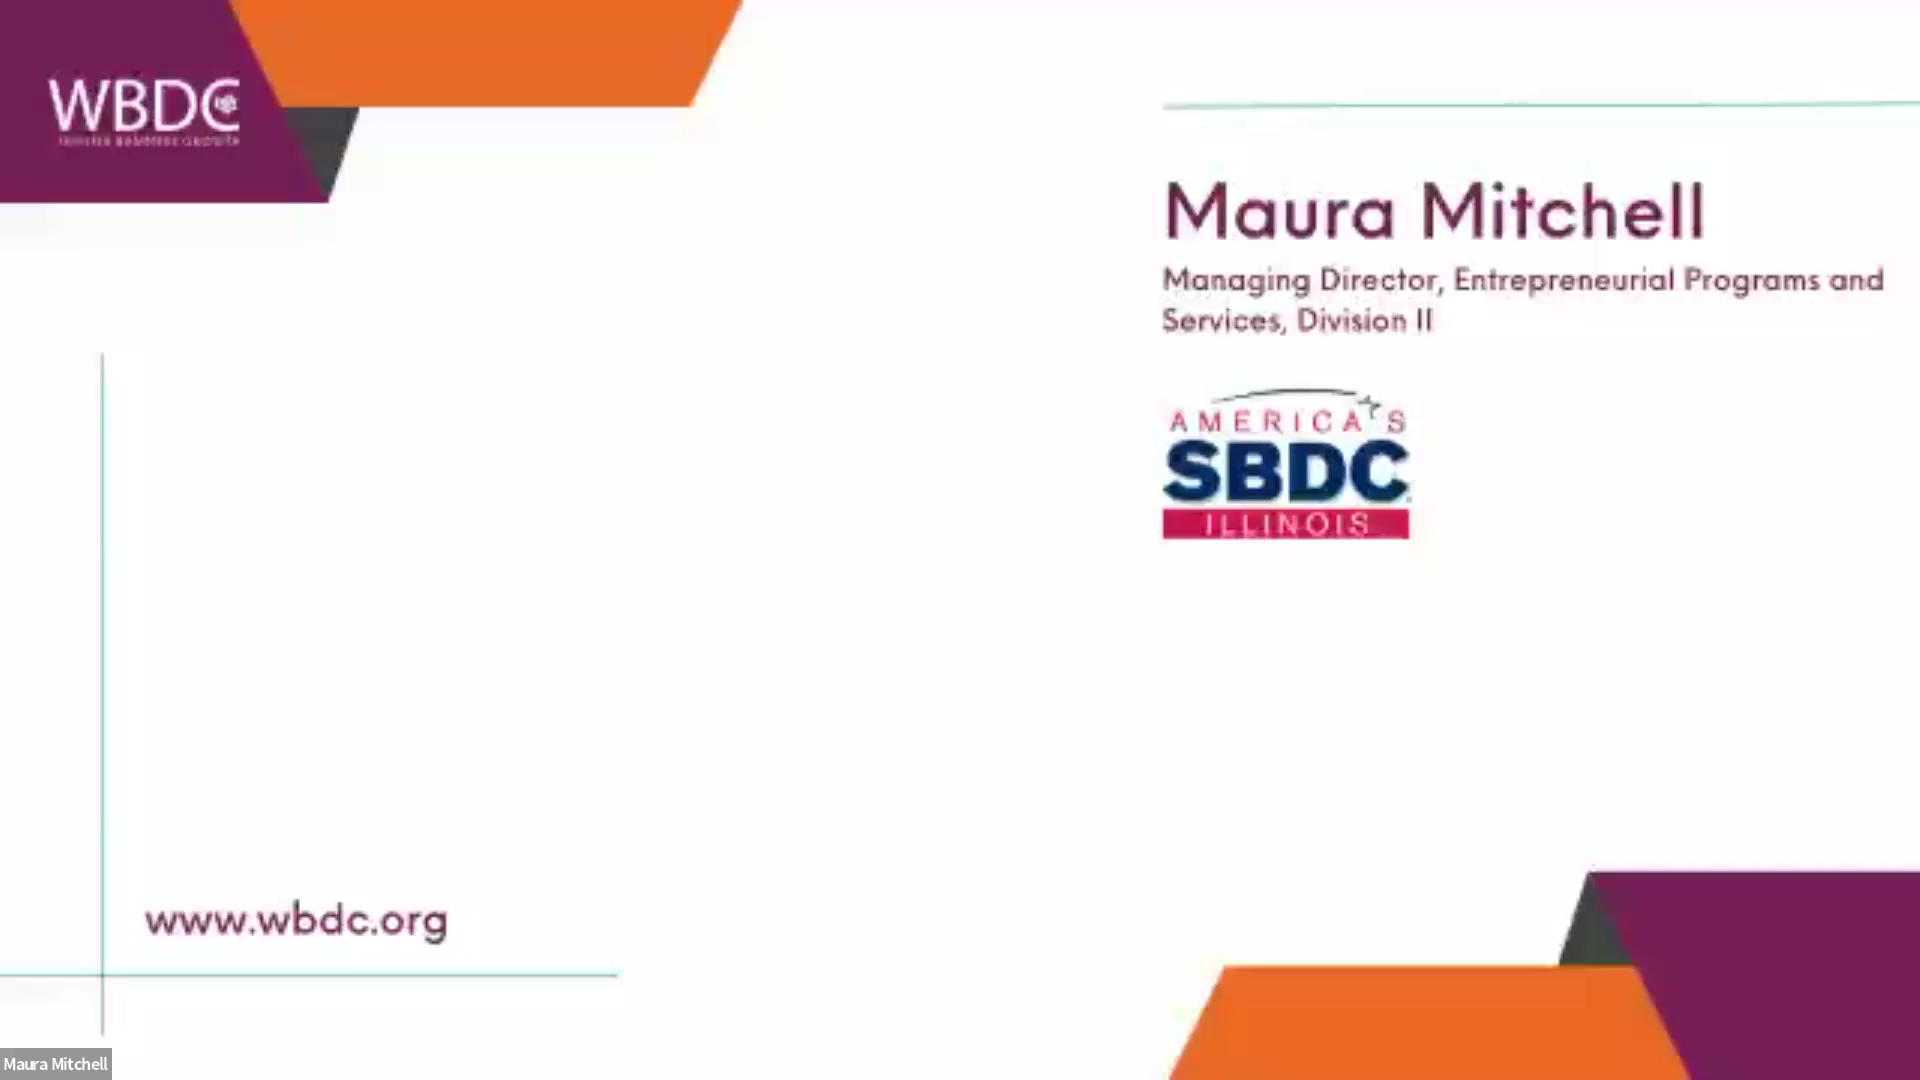 WBDC
Maura Mitchell
Managing Director, Entrepreneurial Programs and
Services, Division II
AMERICA'S
SBDC
ILLINOIS
www.wbdc.org
Maura Mitchell